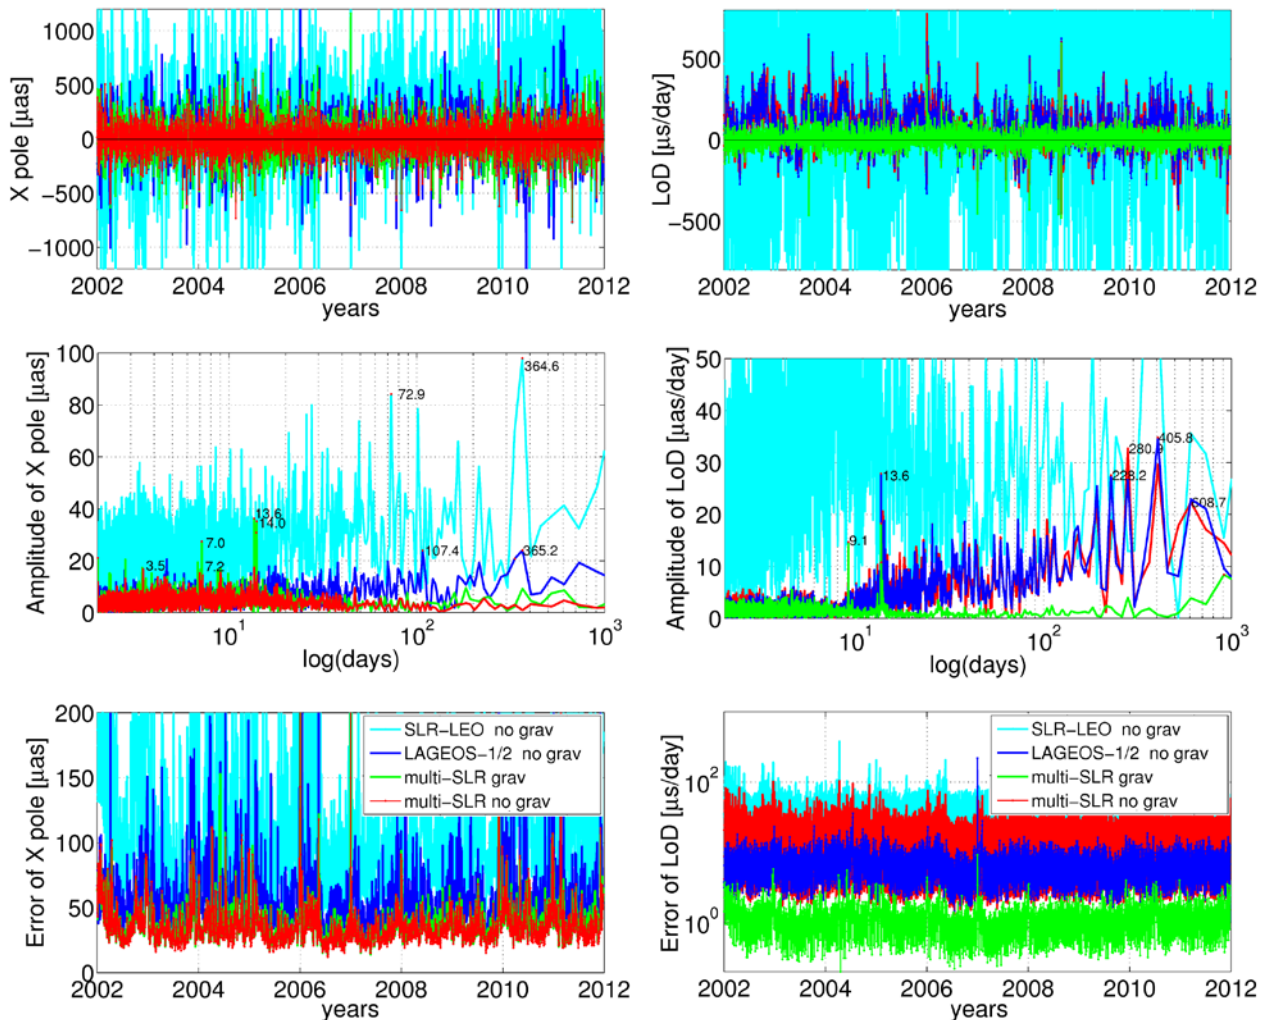 X pole [µas]
1000
500
0
−500
−1000
2002 2004 2006 2008 2010 2012
years
LoD [µs/day]
500
0
−500
2002 2004 2006 2008 2010 2012
years
Amplitude of X pole [µas]
100
80
60
40
20
0
364.6
72.9
13.6
14.0
7.0
3.5
7.2
107.4
365.2
10¹ 10² 10³
log(days)
Amplitude of LoD [µas/day]
50
40
30
20
10
0
9.1
13.6
228.2
280.9
405.8
608.7
10¹ 10² 10³
log(days)
Error of X pole [µas]
200
150
100
50
0
SLR−LEO no grav
LAGEOS−1/2 no grav
multi−SLR grav
multi−SLR no grav
2002 2004 2006 2008 2010 2012
years
Error of LoD [µs/day]
10²
10⁰
SLR−LEO no grav
LAGEOS−1/2 no grav
multi−SLR grav
multi−SLR no grav
2002 2004 2006 2008 2010 2012
years